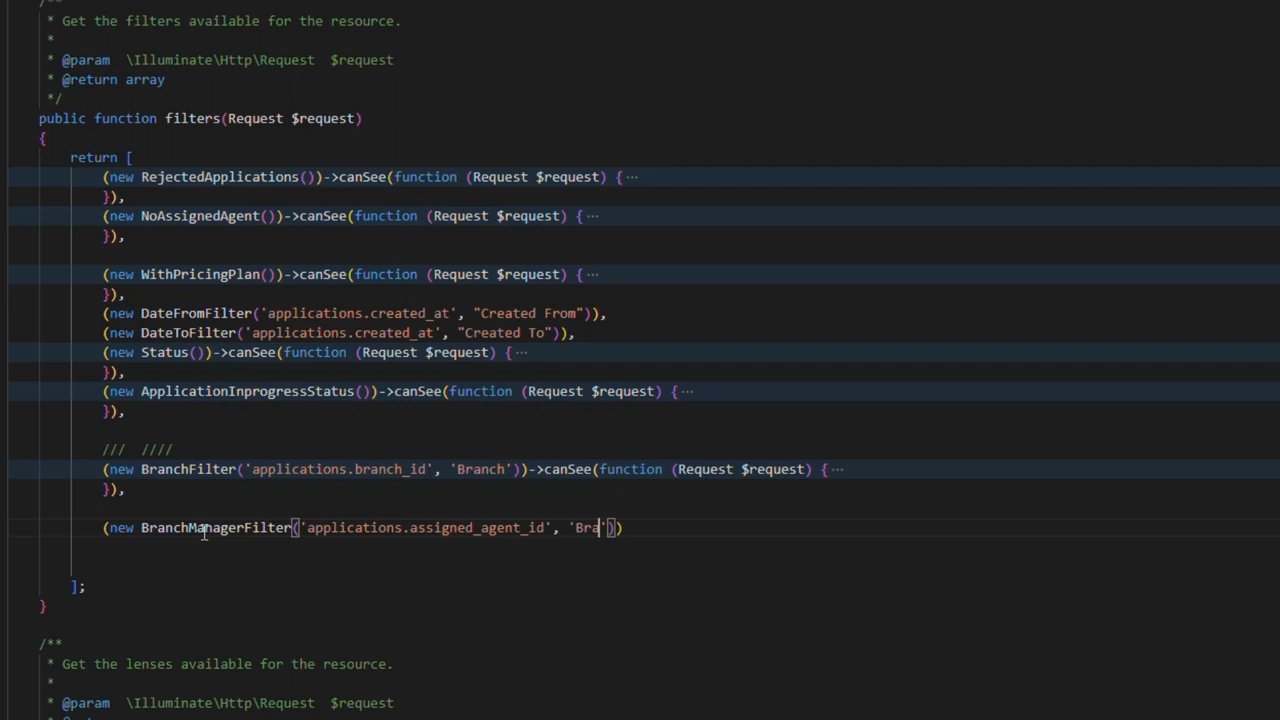 /**
* Get the filters available for the resource.
*
* @param  \Illuminate\Http\Request  $request
* @return array
*/
public function filters(Request $request)
{
return [
(new RejectedApplications())->canSee(function (Request $request) { ···
}),
(new NoAssignedAgent())->canSee(function (Request $request) { ···
}),
(new WithPricingPlan())->canSee(function (Request $request) { ···
}),
(new DateFromFilter('applications.created_at', "Created From")),
(new DateToFilter('applications.created_at', "Created To")),
(new Status())->canSee(function (Request $request) { ···
}),
(new ApplicationInprogressStatus())->canSee(function (Request $request) { ···
}),
///  ////
(new BranchFilter('applications.branch_id', 'Branch'))->canSee(function (Request $request) { ···
}),
(new BranchManagerFilter('applications.assigned_agent_id', 'Bra'))
];
}
/**
* Get the lenses available for the resource.
*
* @param  \Illuminate\Http\Request  $request